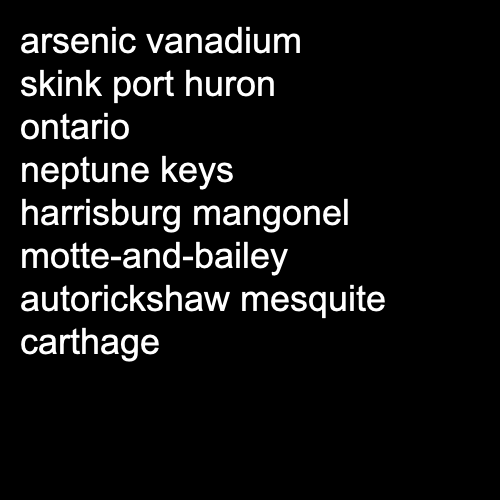 arsenic vanadium
skink port huron
ontario
neptune keys
harrisburg mangonel
motte-and-bailey
autorickshaw mesquite
carthage